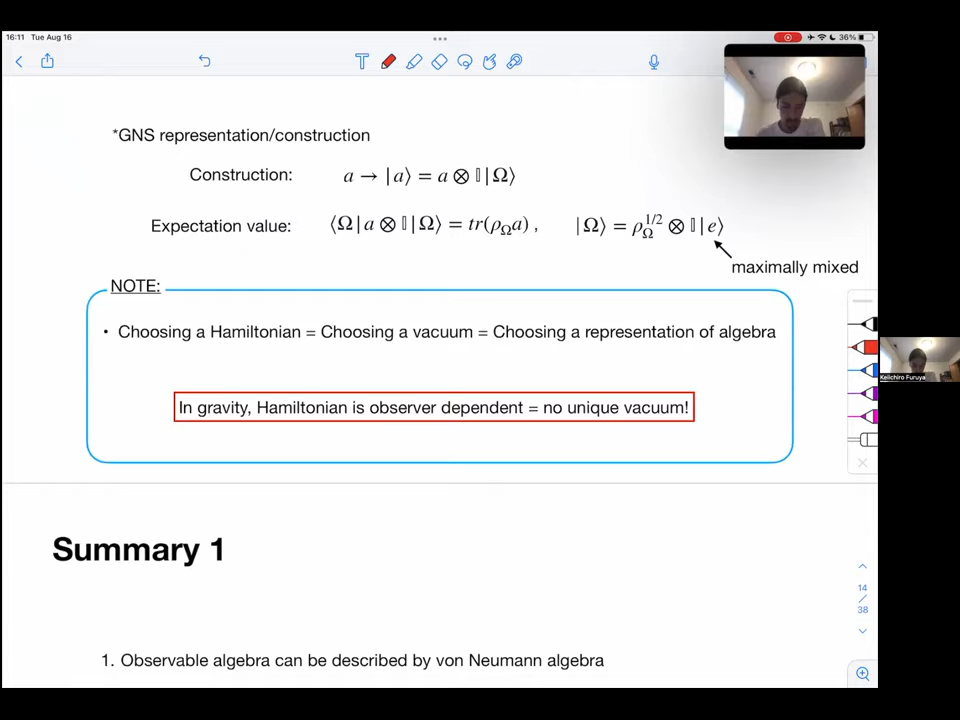 16:11 Tue Aug 16
36%
*GNS representation/construction
Construction: a → |a⟩ = a ⊗ 𝕀|Ω⟩
Expectation value: ⟨Ω|a ⊗ 𝕀|Ω⟩ = tr(ρ_Ω a) , |Ω⟩ = ρ_Ω^{1/2} ⊗ 𝕀|e⟩
maximally mixed
NOTE:
• Choosing a Hamiltonian = Choosing a vacuum = Choosing a representation of algebra
In gravity, Hamiltonian is observer dependent = no unique vacuum!
Keiichiro Furuya
Summary 1
14
/
38
1. Observable algebra can be described by von Neumann algebra